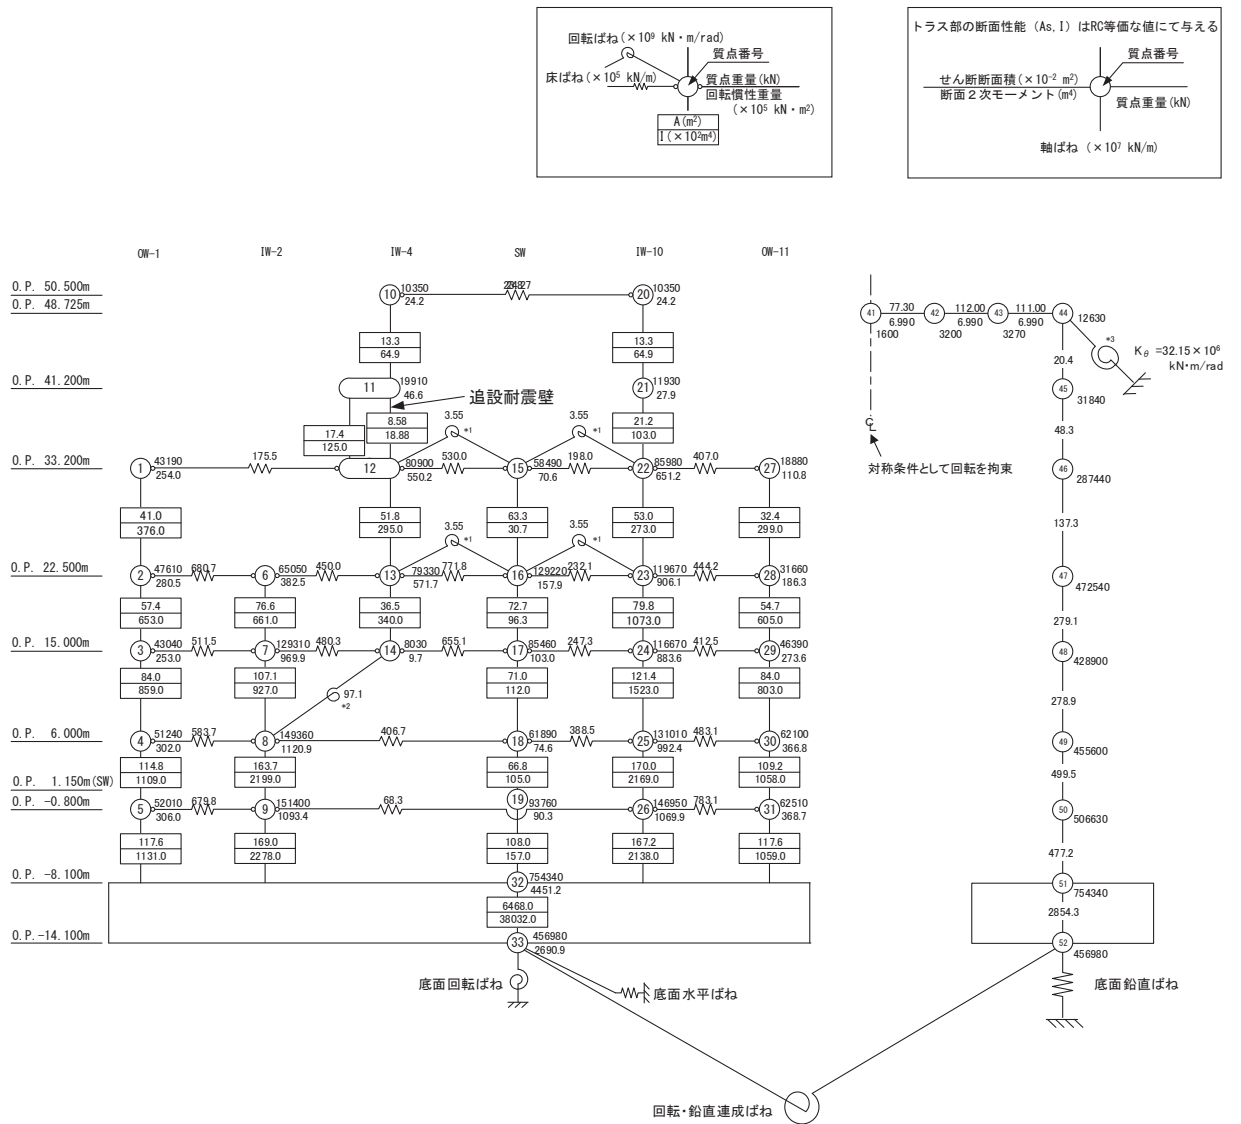 回転ばね(×10⁹ kN・m/rad)
質点番号
床ばね(×10⁵ kN/m)
質点重量(kN)
回転慣性重量
(×10⁵ kN・m²)
A(m²)
I(×10²m⁴)
トラス部の断面性能（As, I）はRC等価な値にて与える
質点番号
せん断断面積(×10⁻² m²)
断面２次モーメント(m⁴)
質点重量(kN)
軸ばね（×10⁷ kN/m)
OW-1 IW-2 IW-4 SW IW-10 OW-11
O.P. 50.500m
10 10350 20 10350
24.2 24.2
O.P. 48.725m
41 77.30 42 112.00 43 111.00 44 12630
6.990 6.990 6.990
1600 3200 3270
*3
Kθ =32.15×10⁶
kN・m/rad
13.3 13.3
64.9 64.9
20.4
O.P. 41.200m
11 19910 21 11930 45
46.6 27.9 31840
追設耐震壁
17.4 8.58 3.55 3.55 21.2
125.0 18.88 *1 *1 103.0
48.3
℄
対称条件として回転を拘束
O.P. 33.200m
1 43190 175.5 12 80900 530.0 15 58490 198.0 22 85980 407.0 27 18880 46
254.0 550.2 70.6 651.2 110.8 287440
41.0 51.8 63.3 53.0 32.4
376.0 295.0 30.7 273.0 299.0
3.55 3.55
*1 *1
137.3
O.P. 22.500m
2 47610 680.7 6 65050 450.0 13 79330 771.8 16 129220 232.1 23 119670 444.2 28 31660 47
280.5 382.5 571.7 157.9 906.1 186.3 472540
57.4 76.6 36.5 72.7 79.8 54.7
653.0 661.0 340.0 96.3 1073.0 605.0
279.1
O.P. 15.000m
3 43040 511.5 7 129310 480.3 14 8030 655.1 17 85460 247.3 24 116670 412.5 29 46390 48
253.0 969.9 9.7 103.0 883.6 273.6 428900
84.0 107.1 71.0 121.4 84.0
859.0 927.0 112.0 1523.0 803.0
97.1
*2
278.9
O.P. 6.000m
4 51240 583.7 8 149360 406.7 18 61890 388.5 25 131010 483.1 30 62100 49
302.0 1120.9 74.6 992.4 366.8 455600
114.8 163.7 66.8 170.0 109.2
1109.0 2199.0 105.0 2169.0 1058.0
499.5
O.P. 1.150m(SW)
O.P. -0.800m
5 52010 679.8 9 151400 68.3 19 93760 26 146950 783.1 31 62510 50
306.0 1093.4 90.3 1069.9 368.7 506630
117.6 169.0 108.0 167.2 117.6
1131.0 2278.0 157.0 2138.0 1059.0
477.2
O.P. -8.100m
32 754340 51
4451.2 754340
6468.0
38032.0
2854.3
O.P.-14.100m
33 456980 52
2690.9 456980
底面回転ばね
底面水平ばね
底面鉛直ばね
回転・鉛直連成ばね